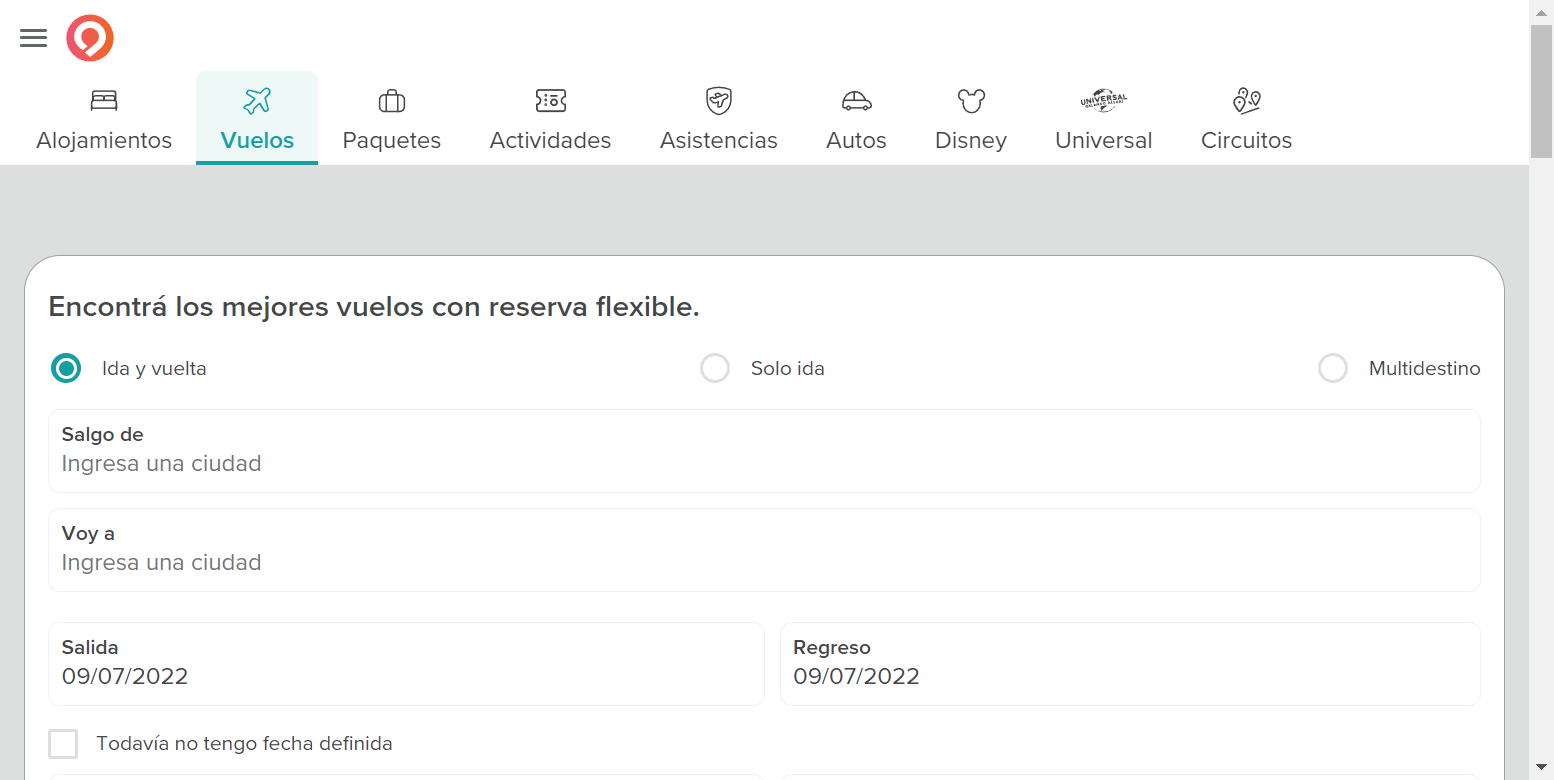 Alojamientos
Vuelos
Paquetes
Actividades
Asistencias
Autos
Disney
UNIVERSAL
Universal
Circuitos
Encontrá los mejores vuelos con reserva flexible.
Ida y vuelta
Solo ida
Multidestino
Salgo de
Ingresa una ciudad
Voy a
Ingresa una ciudad
Salida
09/07/2022
Regreso
09/07/2022
Todavía no tengo fecha definida